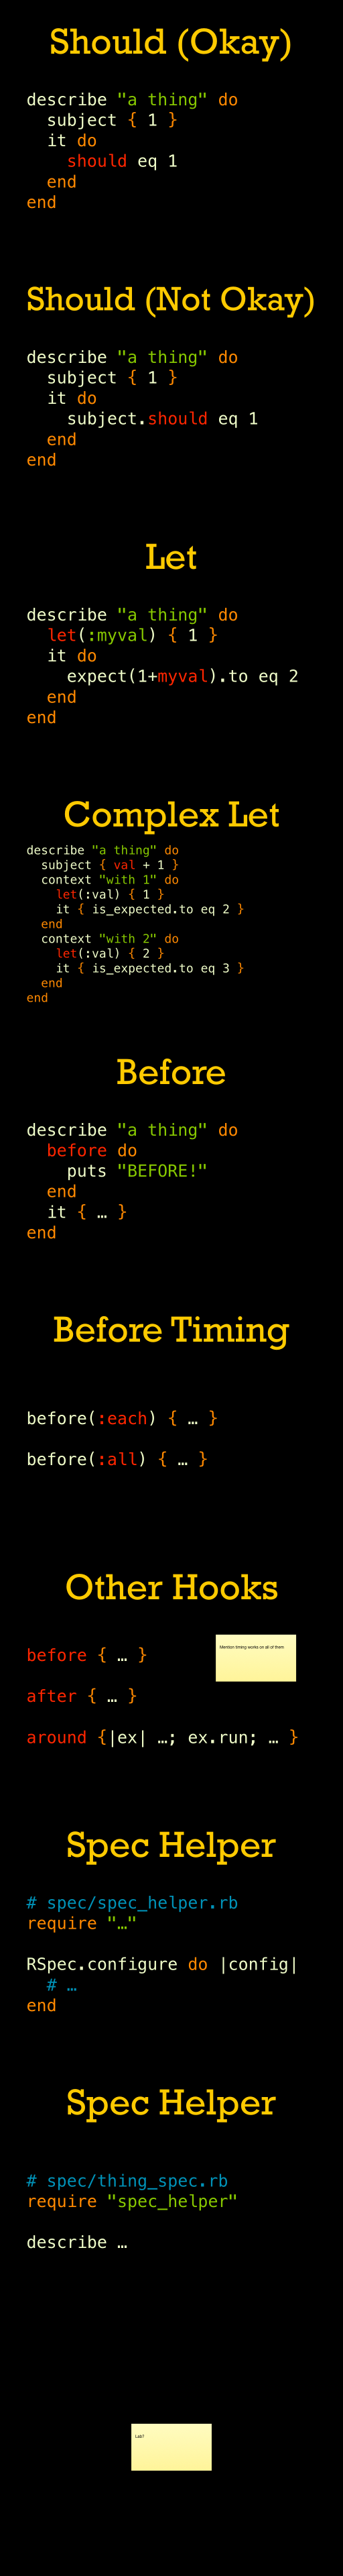 Should (Okay)
describe "a thing" do
  subject { 1 }
  it do
    should eq 1
  end
end
Should (Not Okay)
describe "a thing" do
  subject { 1 }
  it do
    subject.should eq 1
  end
end
Let
describe "a thing" do
  let(:myval) { 1 }
  it do
    expect(1+myval).to eq 2
  end
end
Complex Let
describe "a thing" do
  subject { val + 1 }
  context "with 1" do
    let(:val) { 1 }
    it { is_expected.to eq 2 }
  end
  context "with 2" do
    let(:val) { 2 }
    it { is_expected.to eq 3 }
  end
end
Before
describe "a thing" do
  before do
    puts "BEFORE!"
  end
  it { … }
end
Before Timing
before(:each) { … }
before(:all) { … }
Other Hooks
Mention timing works on all of them
before { … }
after { … }
around {|ex| …; ex.run; … }
Spec Helper
# spec/spec_helper.rb
require "…"
RSpec.configure do |config|
  # …
end
Spec Helper
# spec/thing_spec.rb
require "spec_helper"
describe …
Lab!